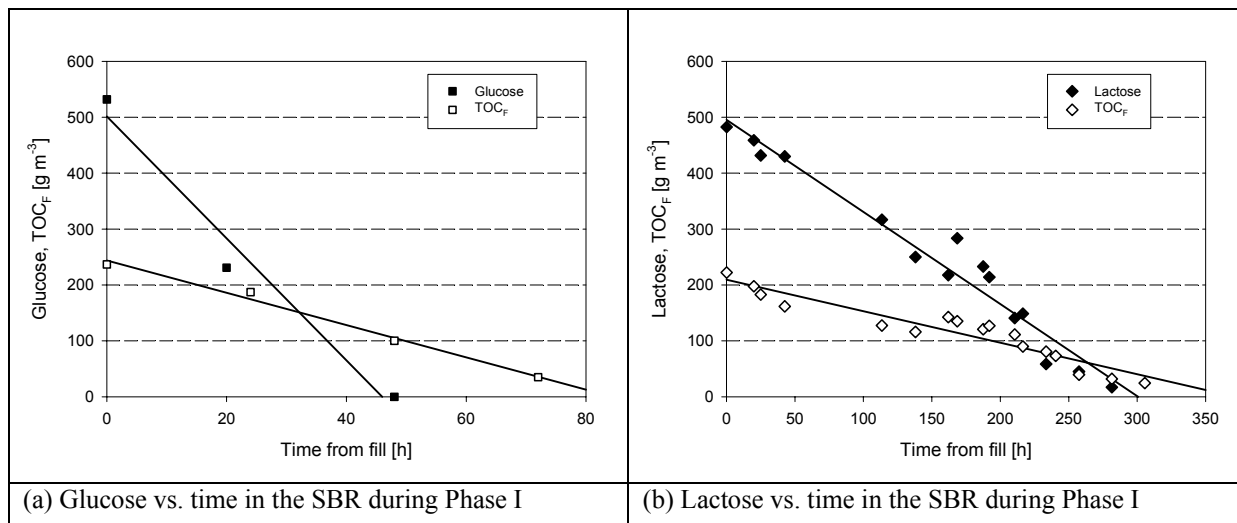 600
500
400
300
200
100
0
Glucose, TOC_F [g m⁻³]
Glucose
TOC_F
0 20 40 60 80
Time from fill [h]
(a) Glucose vs. time in the SBR during Phase I
600
500
400
300
200
100
0
Lactose, TOC_F [g m⁻³]
Lactose
TOC_F
0 50 100 150 200 250 300 350
Time from fill [h]
(b) Lactose vs. time in the SBR during Phase I